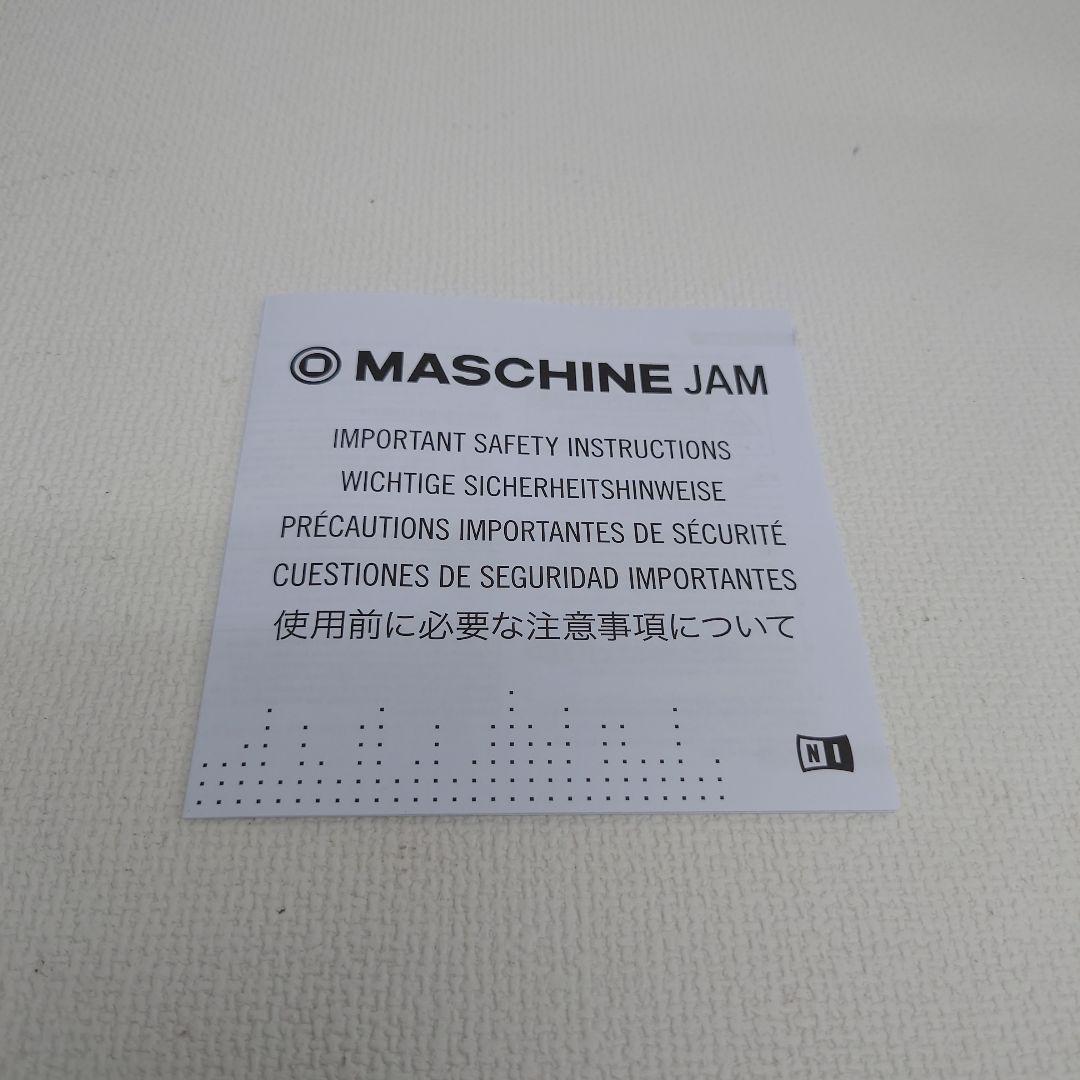 MASCHINE JAM
IMPORTANT SAFETY INSTRUCTIONS
WICHTIGE SICHERHEITSHINWEISE
PRÉCAUTIONS IMPORTANTES DE SÉCURITÉ
CUESTIONES DE SEGURIDAD IMPORTANTES
使用前に必要な注意事項について
NI